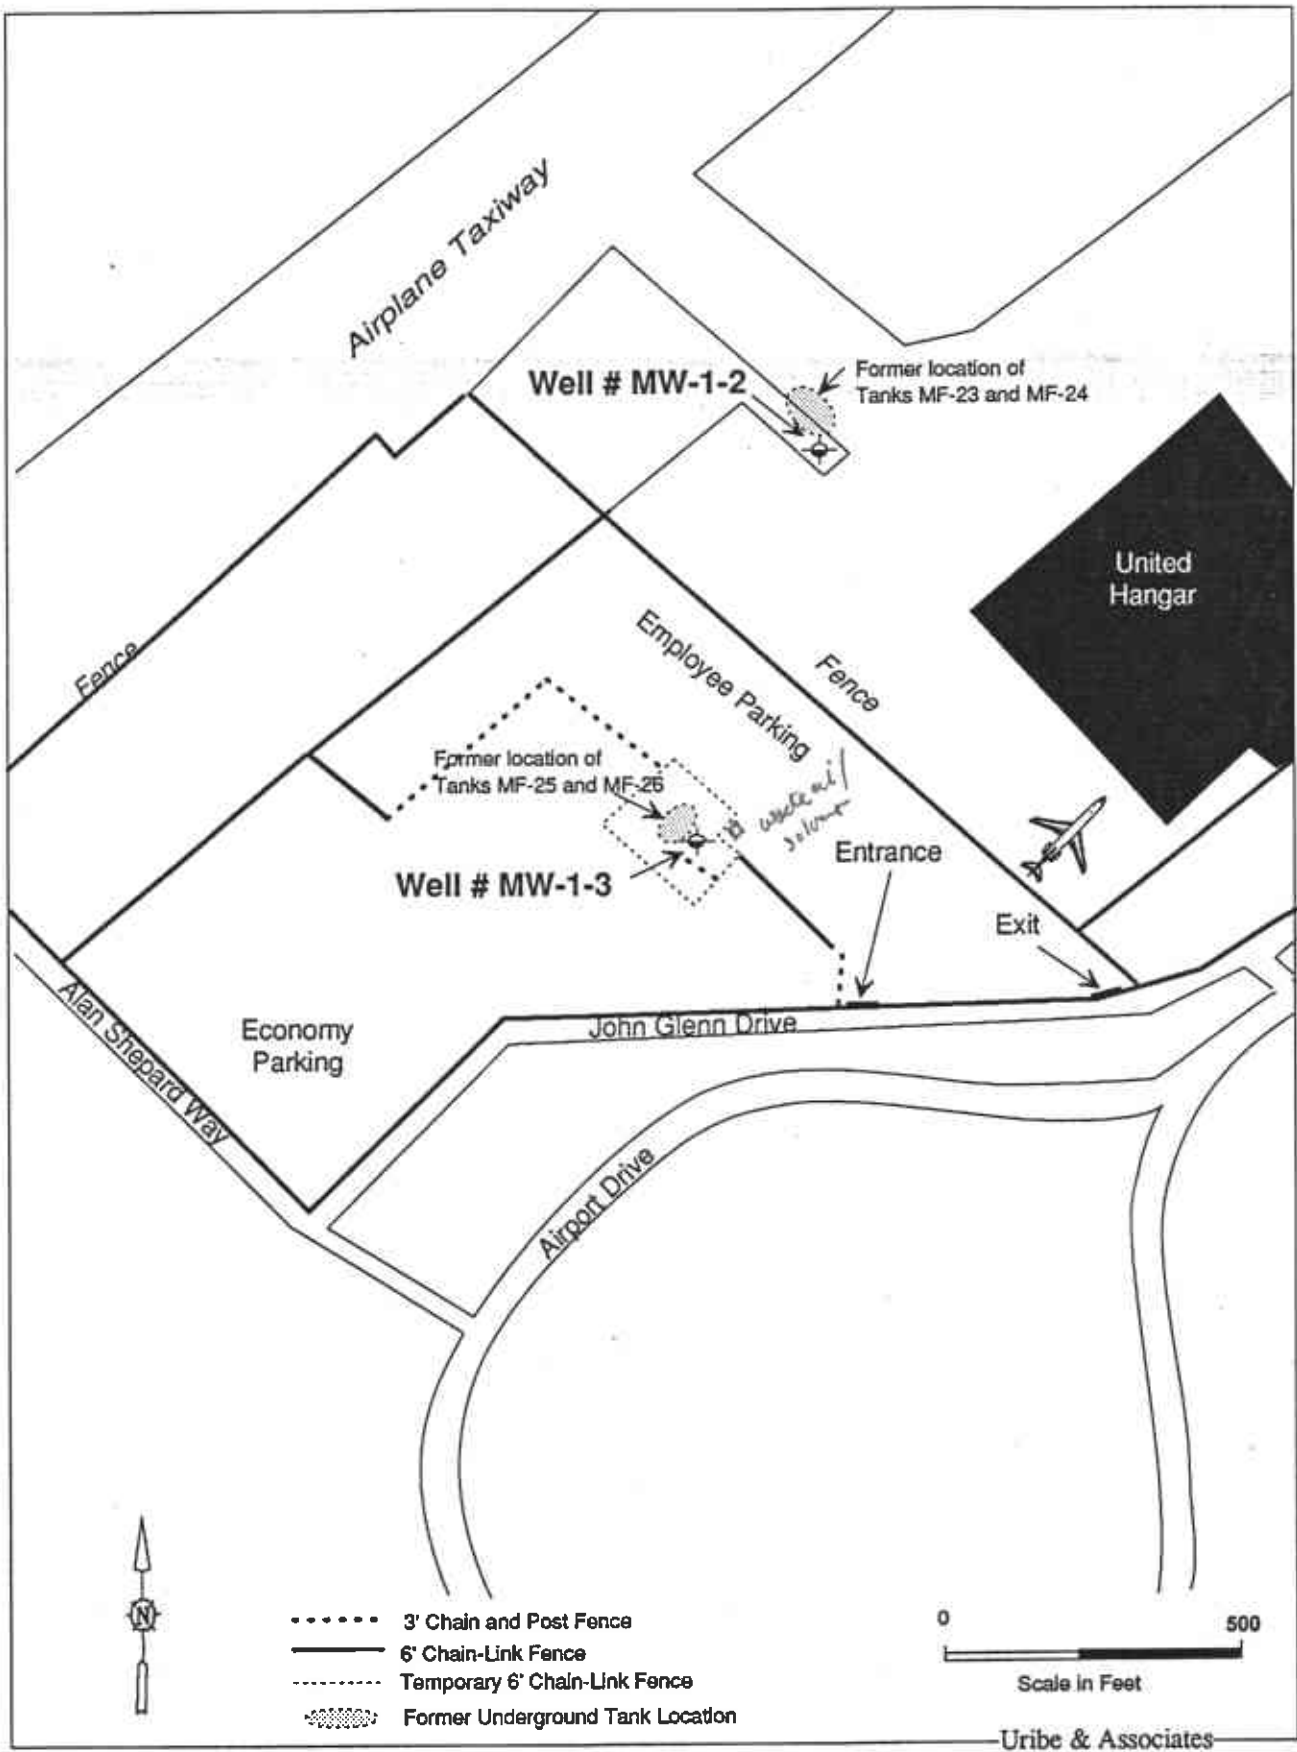 Airplane Taxiway
Well # MW-1-2
Former location of
Tanks MF-23 and MF-24
United
Hangar
Fence
Employee Parking
Fence
Former location of
Tanks MF-25 and MF-26
waste oil/
solvent
Entrance
Well # MW-1-3
Exit
Alan Shepard Way
Economy
Parking
John Glenn Drive
Airport Drive
N
3' Chain and Post Fence
6' Chain-Link Fence
Temporary 6' Chain-Link Fence
Former Underground Tank Location
0 500
Scale in Feet
Uribe & Associates